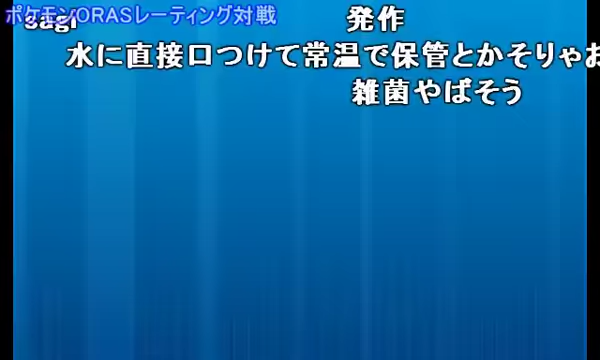 ポケモンORASレーティング対戦
sagi
発作
水に直接口つけて常温で保管とかそりゃお
雑菌やばそう